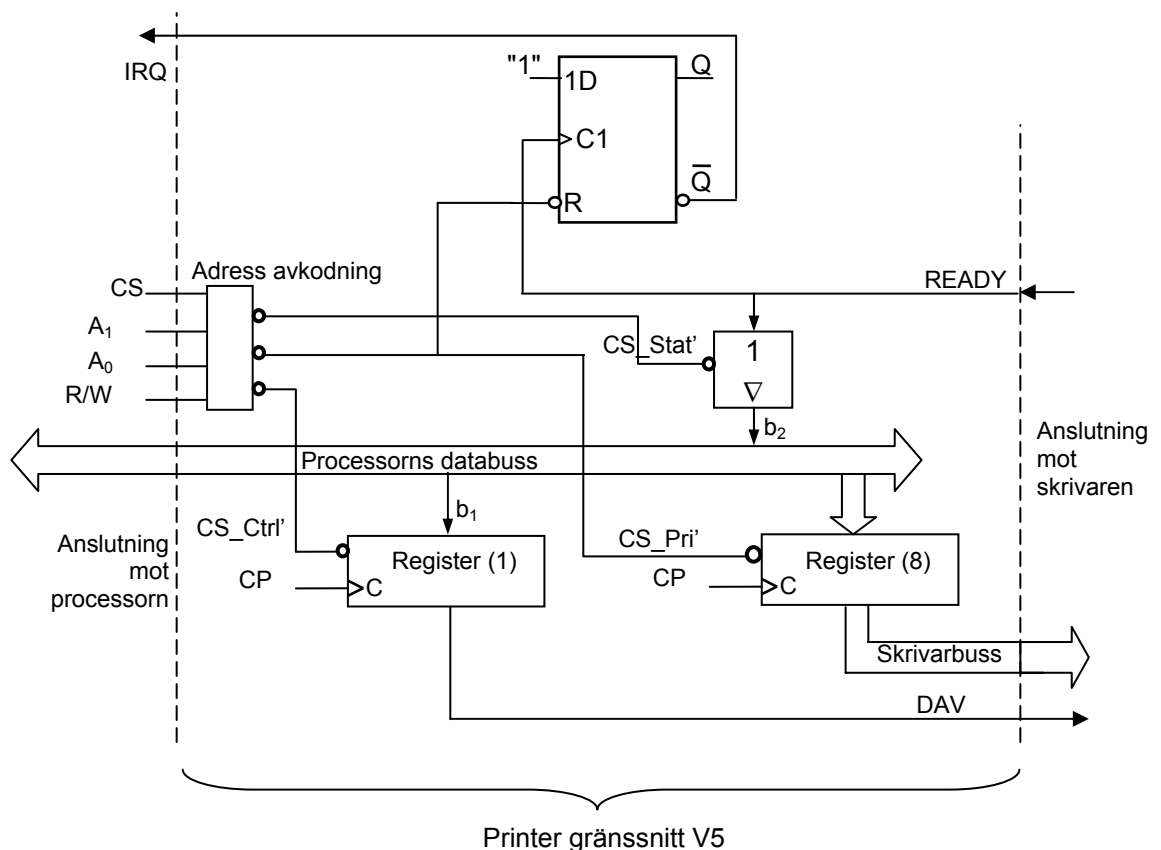 IRQ
"1"
1D
Q
C1
Q̅
R
Adress avkodning
CS
A₁
A₀
R/W
READY
CS_Stat'
1
∇
b₂
Processorns databuss
Anslutning
mot
skrivaren
b₁
CS_Ctrl'
CS_Pri'
Anslutning
mot
processorn
Register (1)
CP
C
Register (8)
CP
C
Skrivarbuss
DAV
Printer gränssnitt V5